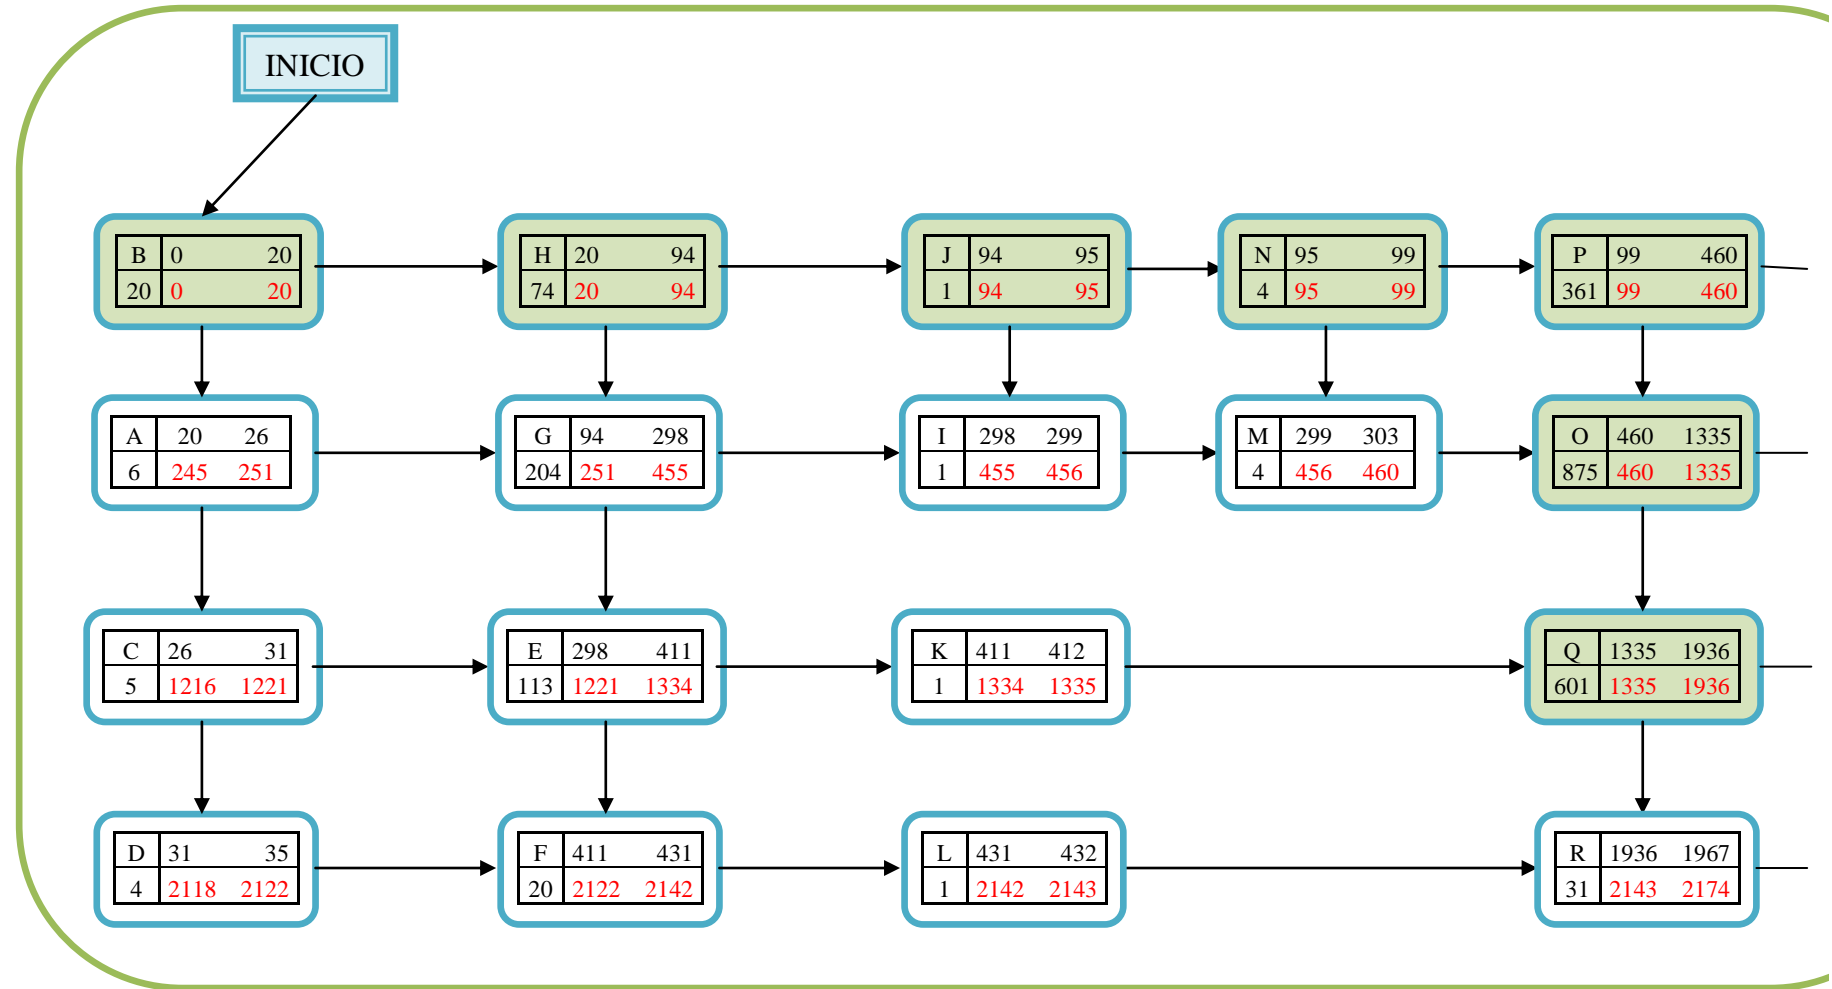 INICIO
B 0 20 H 20 94 J 94 95 N 95 99 P 99 460
20 0 20 74 20 94 1 94 95 4 95 99 361 99 460
A 20 26 G 94 298 I 298 299 M 299 303 O 460 1335
6 245 251 204 251 455 1 455 456 4 456 460 875 460 1335
C 26 31 E 298 411 K 411 412 Q 1335 1936
5 1216 1221 113 1221 1334 1 1334 1335 601 1335 1936
D 31 35 F 411 431 L 431 432 R 1936 1967
4 2118 2122 20 2122 2142 1 2142 2143 31 2143 2174